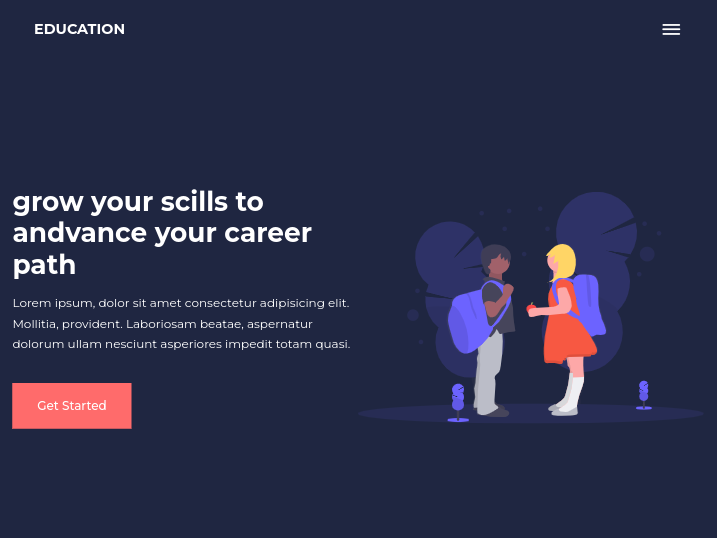 EDUCATION
grow your scills to
andvance your career
path
Lorem ipsum, dolor sit amet consectetur adipisicing elit.
Mollitia, provident. Laboriosam beatae, aspernatur
dolorum ullam nesciunt asperiores impedit totam quasi.
Get Started